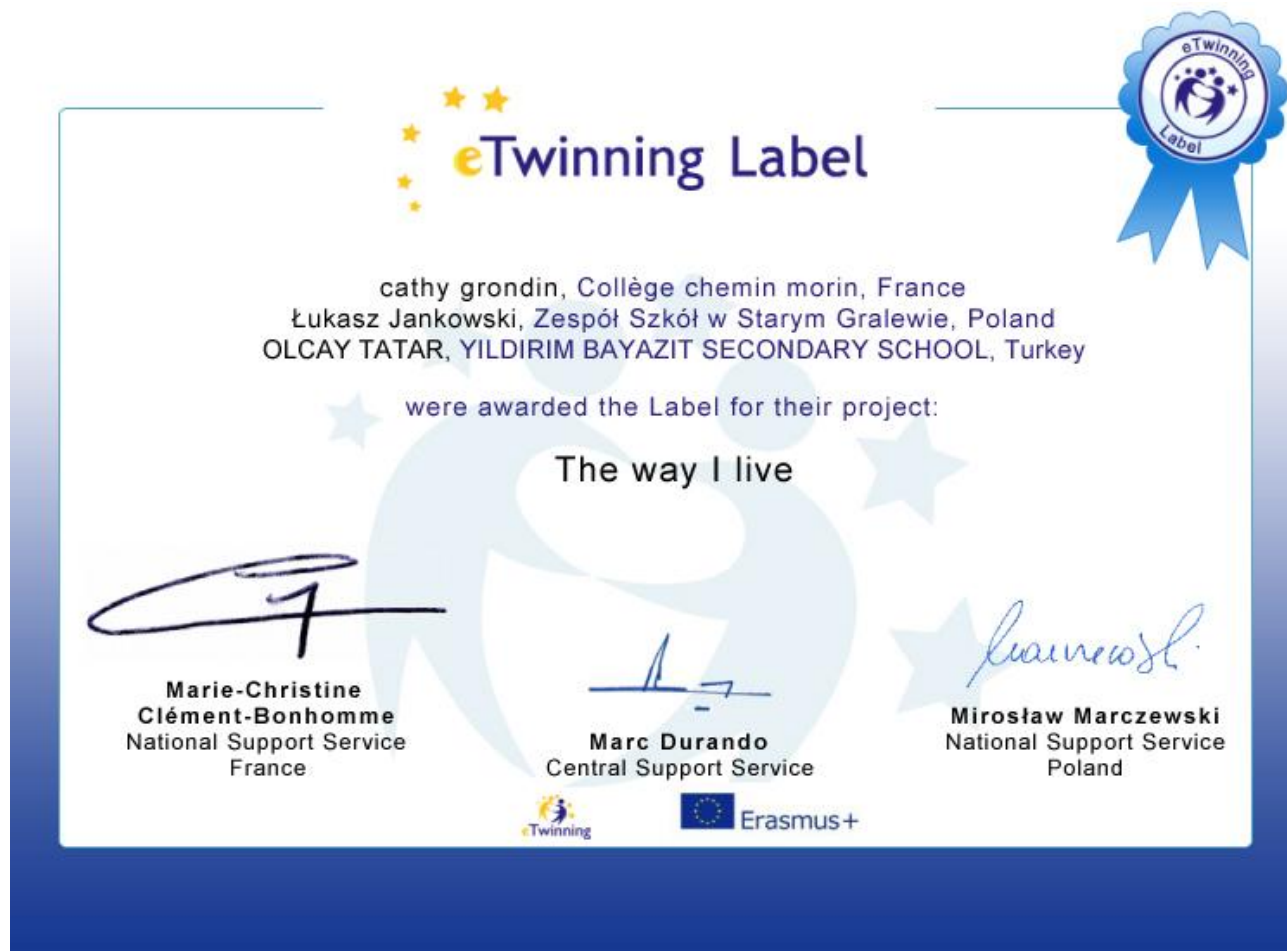 eTwinning
Label
eTwinning Label
cathy grondin, Collège chemin morin, France
Łukasz Jankowski, Zespół Szkół w Starym Gralewie, Poland
OLCAY TATAR, YILDIRIM BAYAZIT SECONDARY SCHOOL, Turkey
were awarded the Label for their project:
The way I live
Marie-Christine
Clément-Bonhomme
National Support Service
France
Marc Durando
Central Support Service
Mirosław Marczewski
National Support Service
Poland
eTwinning
Erasmus+